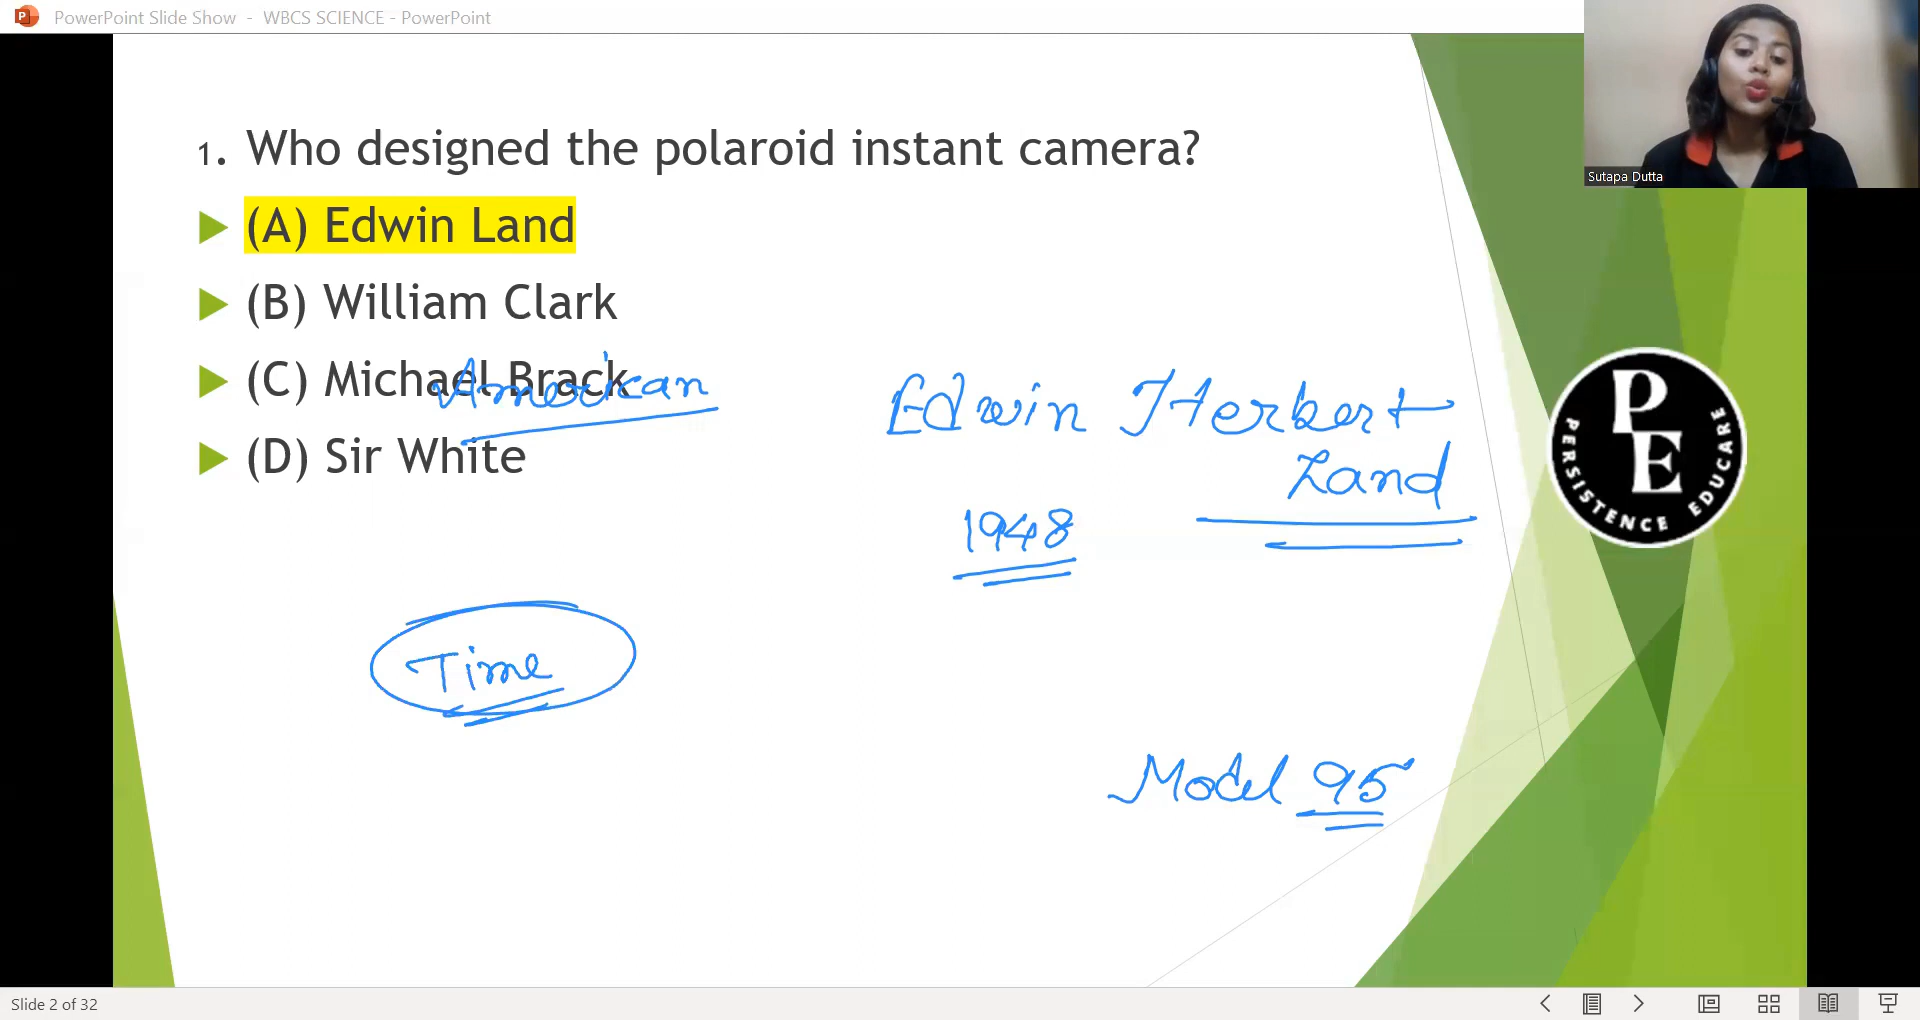 PowerPoint Slide Show - WBCS SCIENCE - PowerPoint
Sutapa Dutta
1. Who designed the polaroid instant camera?
(A) Edwin Land
(B) William Clark
(C) Michael Brack
American
(D) Sir White
Edwin Herbert
Land
1948
Time
Model 95
PE
PERSISTENCE EDUCARE
Slide 2 of 32